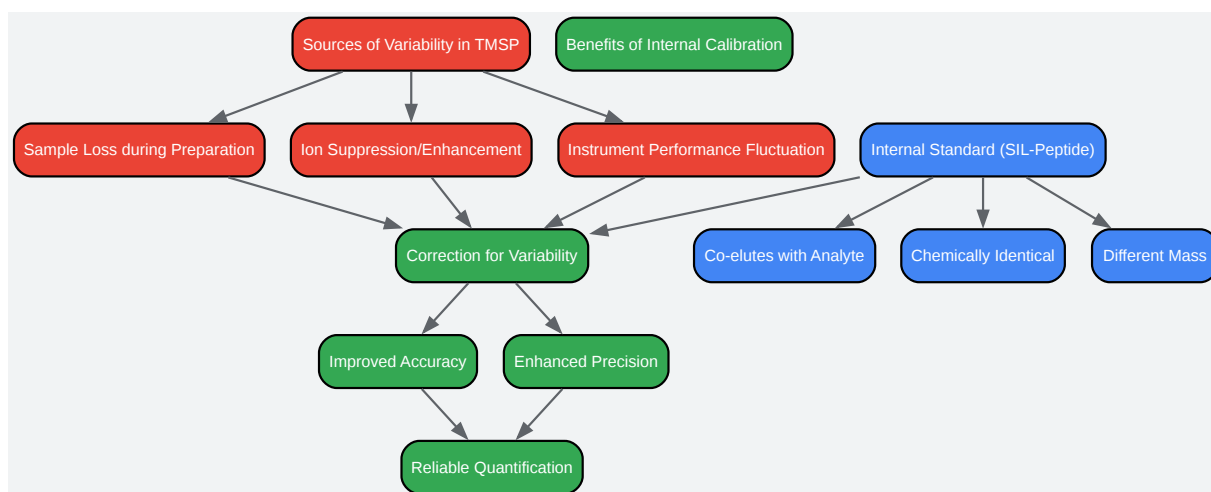 Sources of Variability in TMSP
Benefits of Internal Calibration
Sample Loss during Preparation
Ion Suppression/Enhancement
Instrument Performance Fluctuation
Internal Standard (SIL-Peptide)
Correction for Variability
Co-elutes with Analyte
Chemically Identical
Different Mass
Improved Accuracy
Enhanced Precision
Reliable Quantification